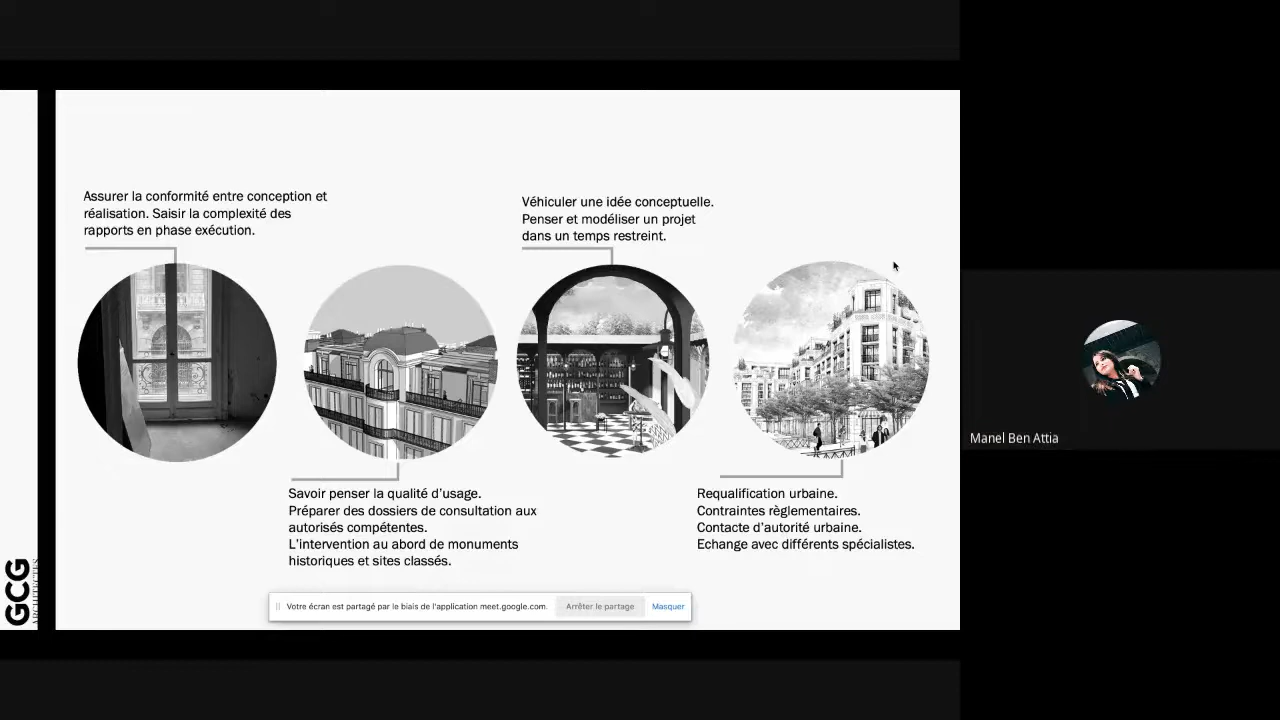 Assurer la conformité entre conception et
réalisation. Saisir la complexité des
rapports en phase exécution.
Véhiculer une idée conceptuelle.
Penser et modéliser un projet
dans un temps restreint.
Savoir penser la qualité d'usage.
Préparer des dossiers de consultation aux
autorisés compétentes.
L'intervention au abord de monuments
historiques et sites classés.
Requalification urbaine.
Contraintes règlementaires.
Contacte d'autorité urbaine.
Echange avec différents spécialistes.
GCG
ARCHITECTES
Votre écran est partagé par le biais de l'application meet.google.com.
Arrêter le partage
Masquer
Manel Ben Attia